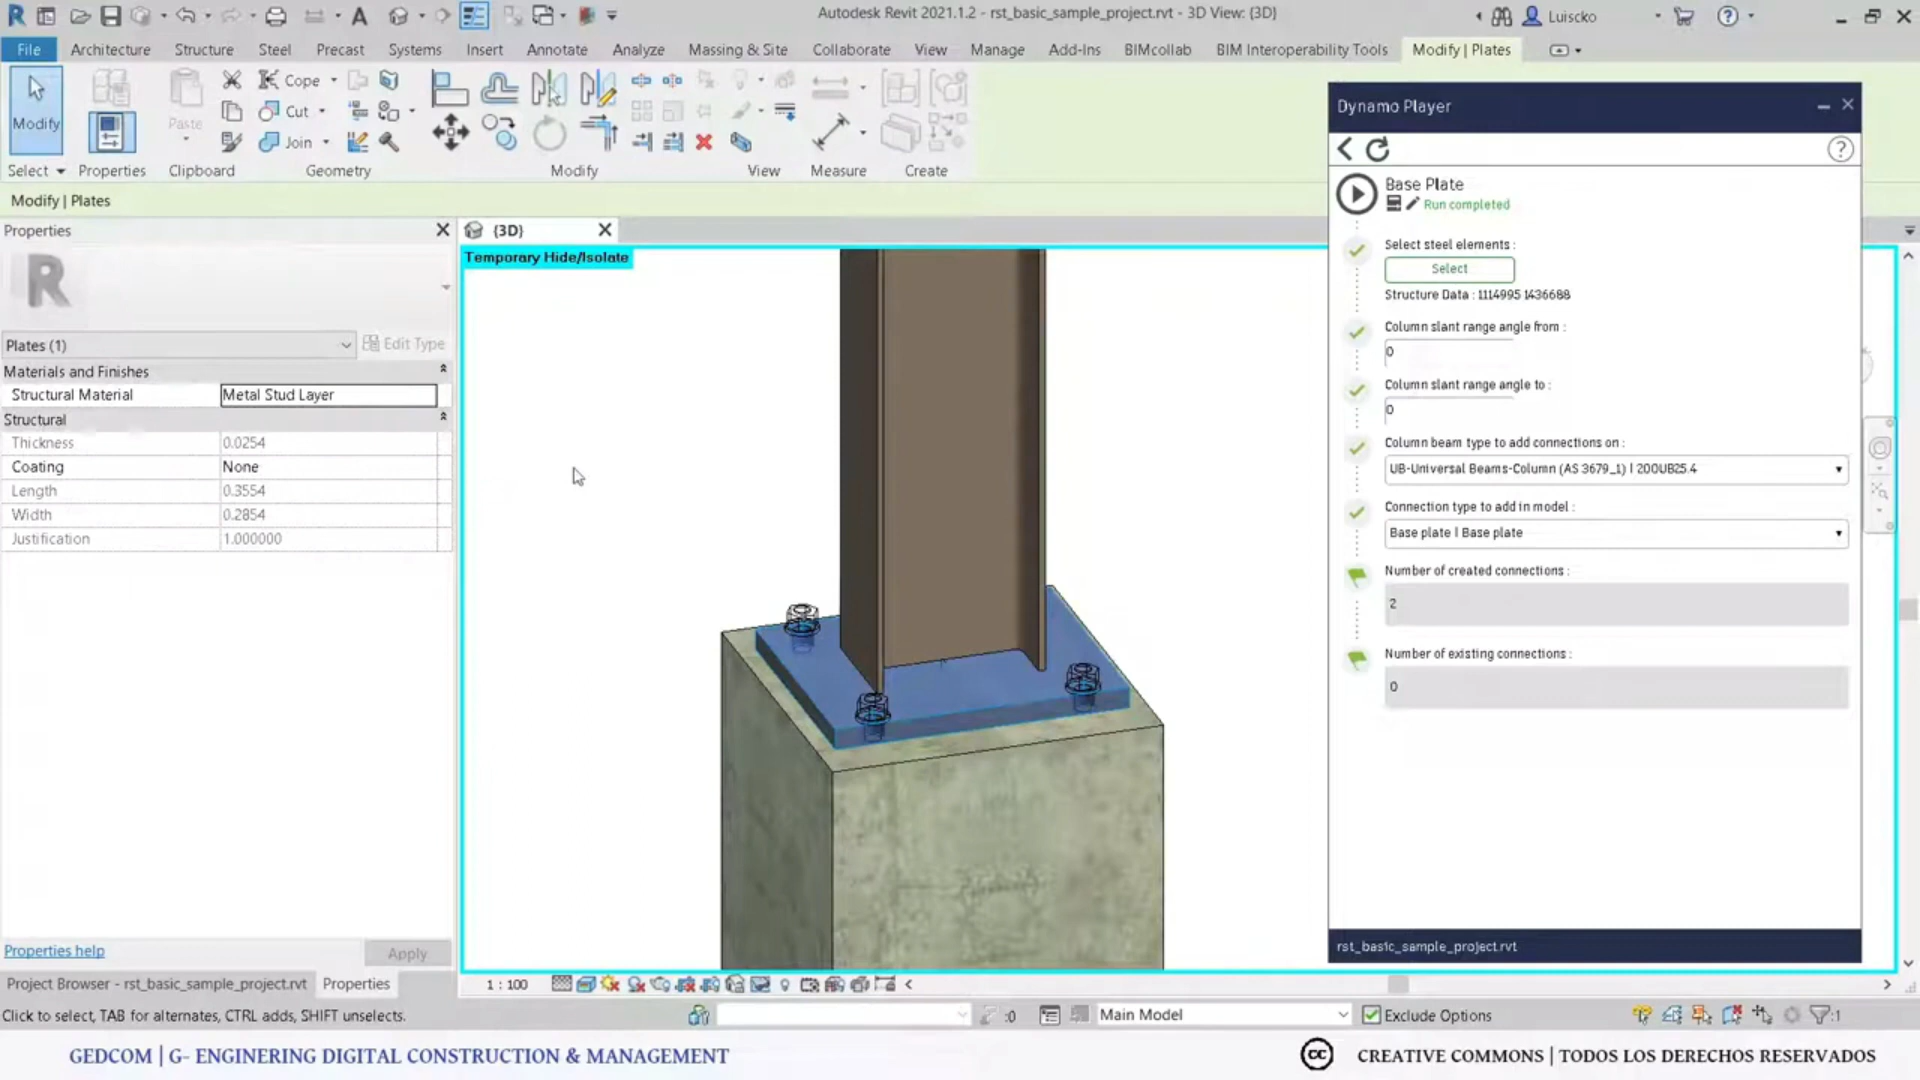 Autodesk Revit 2021.1.2 - rst_basic_sample_project.rvt - 3D View: {3D}
Luiscko
File
Architecture
Structure
Steel
Precast
Systems
Insert
Annotate
Analyze
Massing & Site
Collaborate
View
Manage
Add-Ins
BIMcollab
BIM Interoperability Tools
Modify | Plates
Modify
Paste
Cope
Cut
Join
Select
Properties
Clipboard
Geometry
Modify
View
Measure
Create
Modify | Plates
Properties
{3D}
Temporary Hide/Isolate
Plates (1)
Edit Type
Materials and Finishes
Structural Material
Metal Stud Layer
Structural
Thickness
0.0254
Coating
None
Length
0.3554
Width
0.2854
Justification
1.000000
Properties help
Apply
Project Browser - rst_basic_sample_project.rvt
Properties
Dynamo Player
Base Plate
Run completed
Select steel elements :
Select
Structure Data : 1114995 1436688
Column slant range angle from :
0
Column slant range angle to :
0
Column beam type to add connections on :
UB-Universal Beams-Column (AS 3679_1) | 200UB25.4
Connection type to add in model :
Base plate | Base plate
Number of created connections :
2
Number of existing connections :
0
rst_basic_sample_project.rvt
1 : 100
Click to select, TAB for alternates, CTRL adds, SHIFT unselects.
:0
Main Model
Exclude Options
:1
GEDCOM | G- ENGINERING DIGITAL CONSTRUCTION & MANAGEMENT
cc
CREATIVE COMMONS | TODOS LOS DERECHOS RESERVADOS